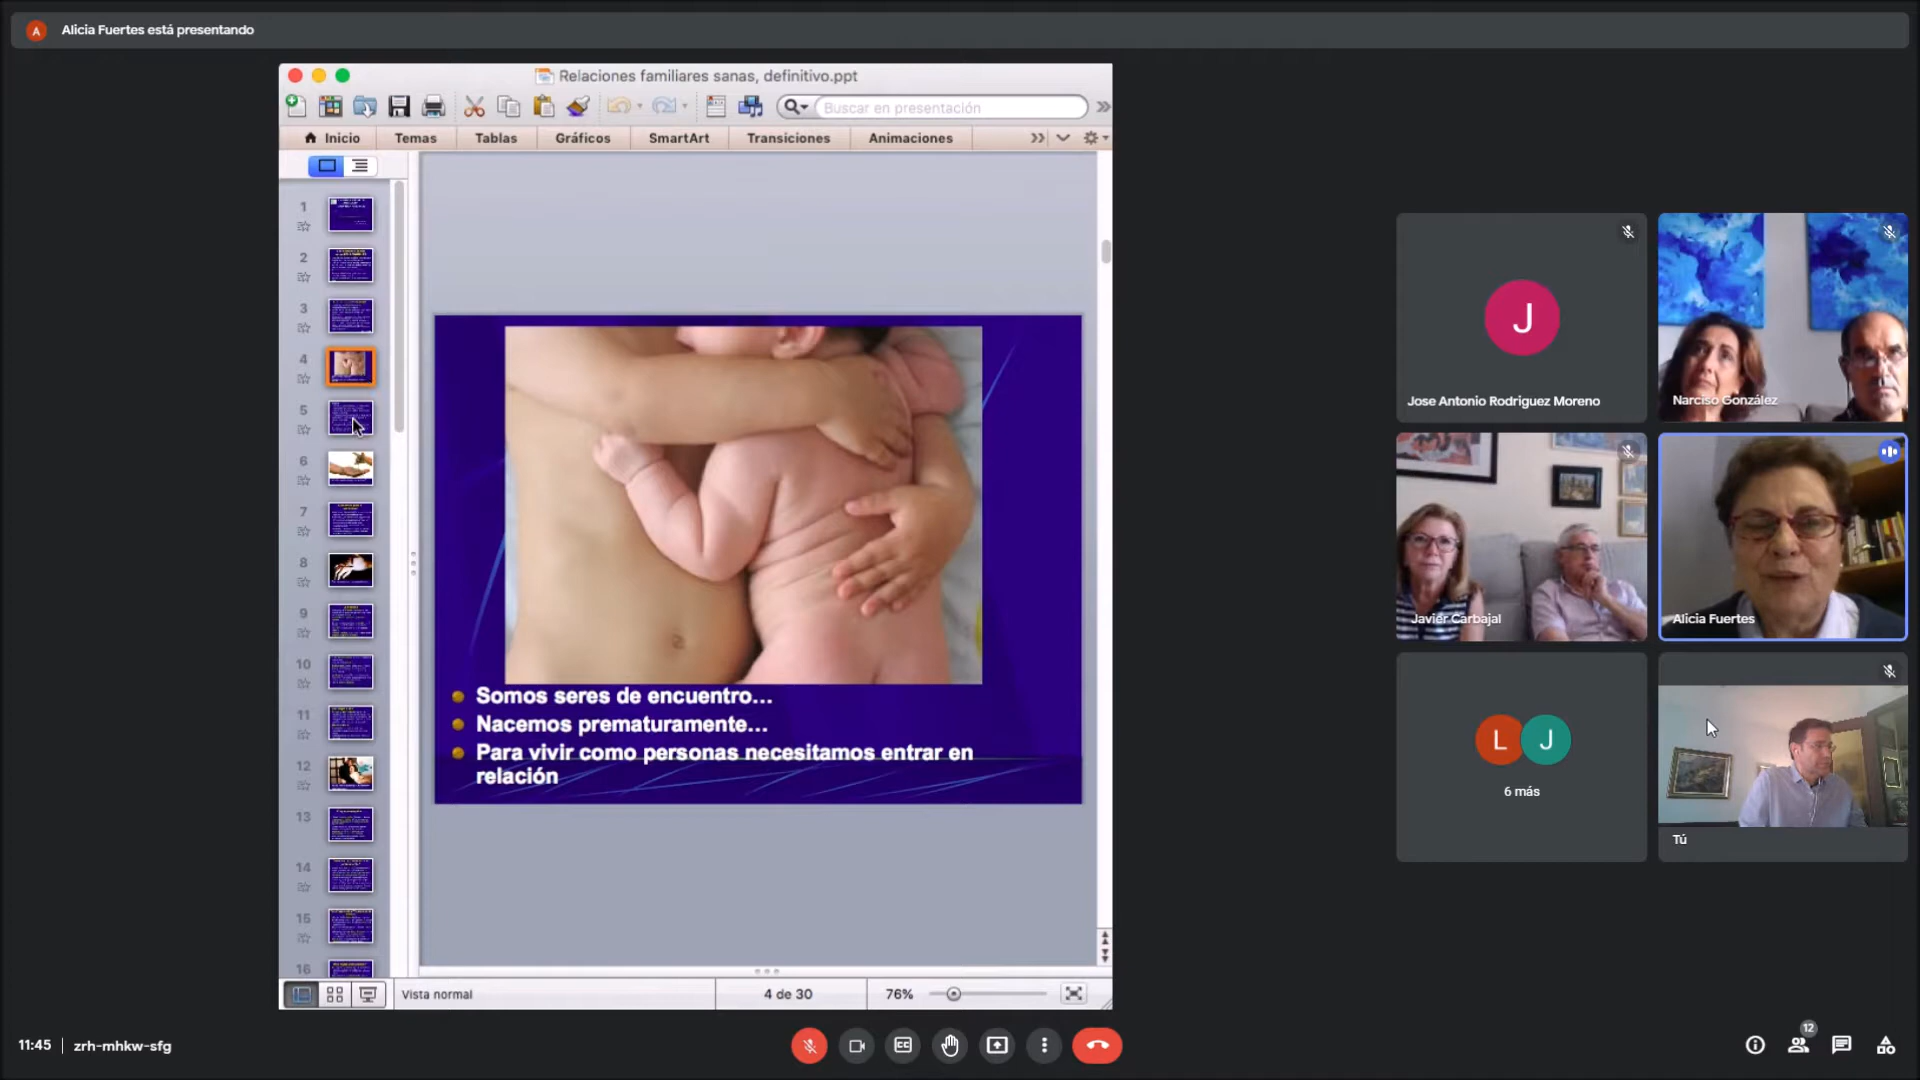 A Alicia Fuertes está presentando
Relaciones familiares sanas, definitivo.ppt
Buscar en presentación
Inicio Temas Tablas Gráficos SmartArt Transiciones Animaciones
1
2
3
4
5
6
7
8
9
10
11
12
13
14
15
16
Somos seres de encuentro...
Nacemos prematuramente...
Para vivir como personas necesitamos entrar en
relación
Vista normal 4 de 30 76%
J
Jose Antonio Rodriguez Moreno
Narciso González
Javier Carbajal
Alicia Fuertes
L J
6 más
Tú
11:45 zrh-mhkw-sfg
CC
12